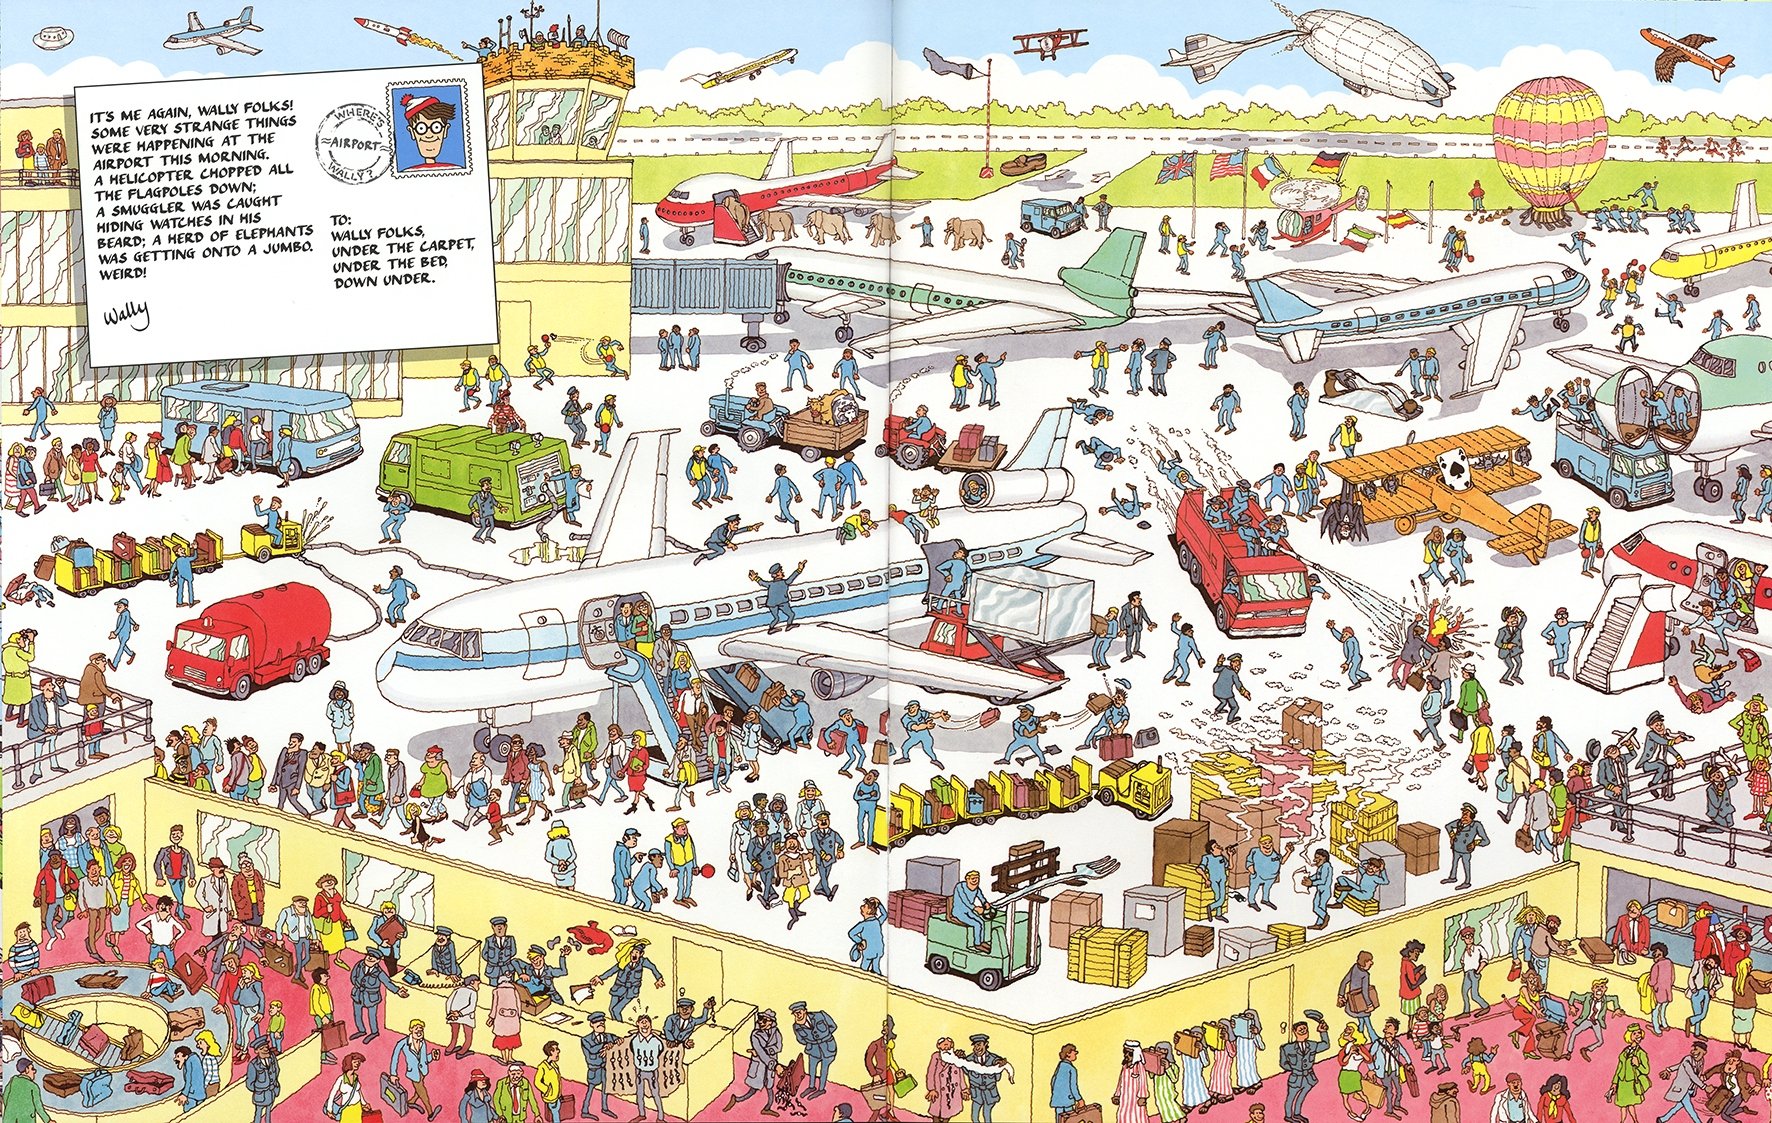 IT'S ME AGAIN, WALLY FOLKS!
SOME VERY STRANGE THINGS
WERE HAPPENING AT THE
AIRPORT THIS MORNING.
A HELICOPTER CHOPPED ALL
THE FLAGPOLES DOWN;
A SMUGGLER WAS CAUGHT
HIDING WATCHES IN HIS
BEARD; A HERD OF ELEPHANTS
WAS GETTING ONTO A JUMBO.
WEIRD!
Wally
WHERE'S
AIRPORT
WALLY?
TO:
WALLY FOLKS,
UNDER THE CARPET,
UNDER THE BED,
DOWN UNDER.